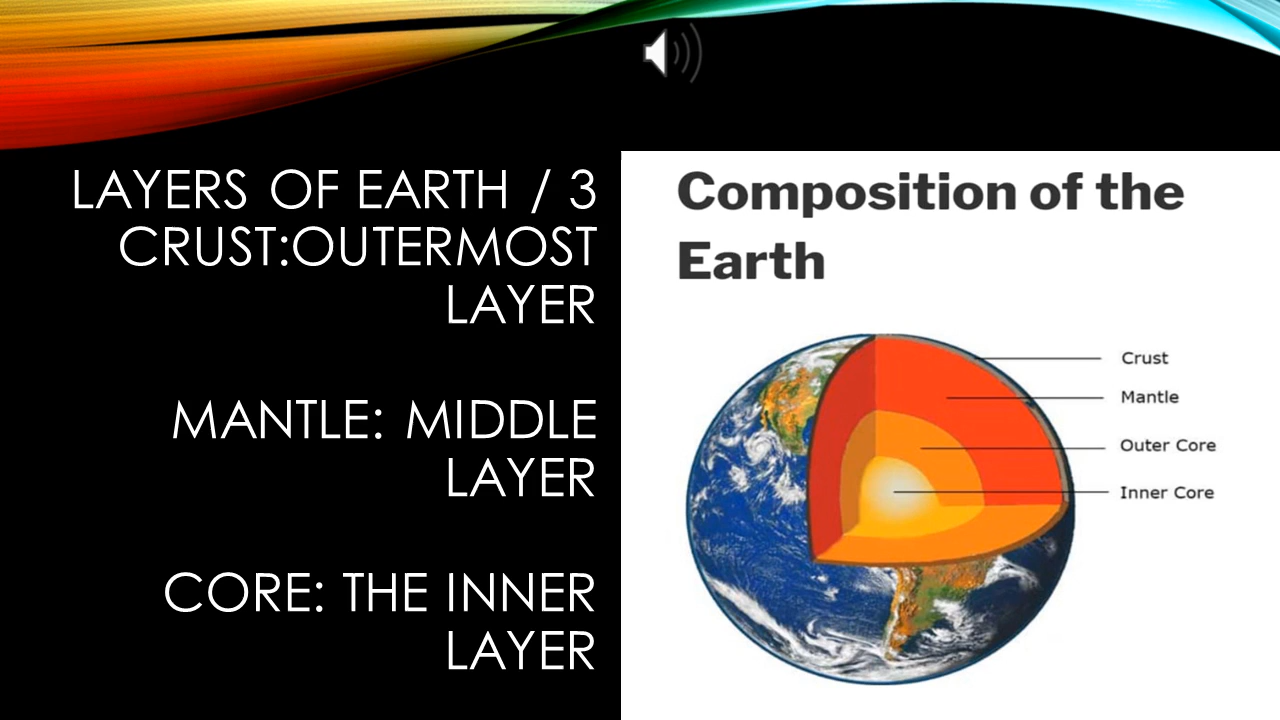 LAYERS OF EARTH / 3
CRUST:OUTERMOST
LAYER
MANTLE: MIDDLE
LAYER
CORE: THE INNER
LAYER
Composition of the
Earth
Crust
Mantle
Outer Core
Inner Core